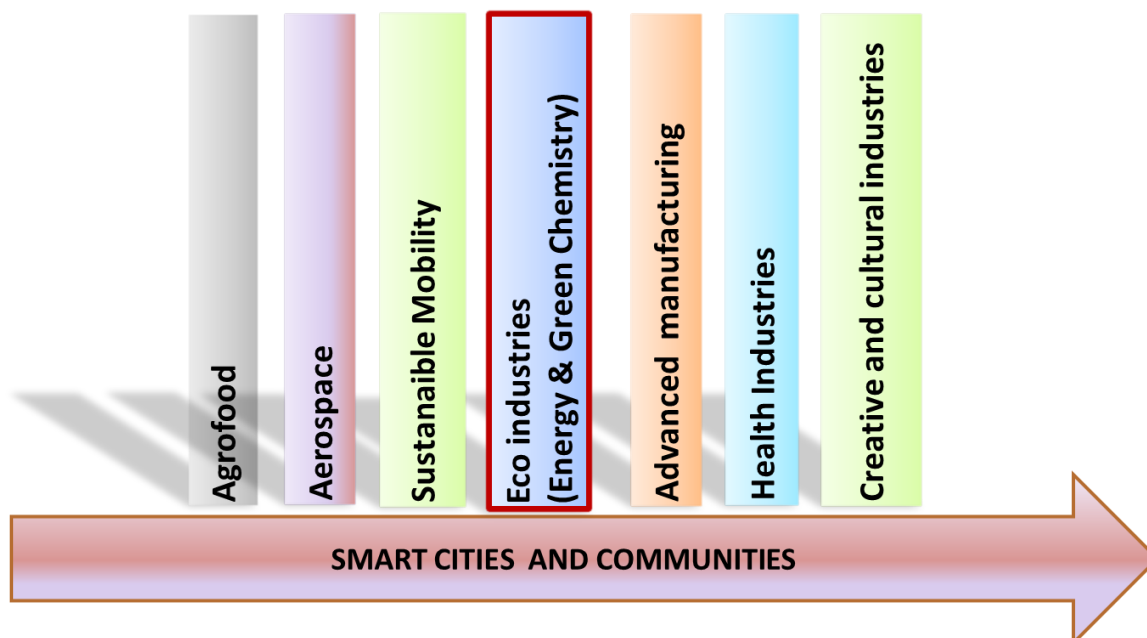 Agrofood
Aerospace
Sustanaible Mobility
Eco industries
(Energy & Green Chemistry)
Advanced  manufacturing
Health Industries
Creative and cultural industries
SMART CITIES  AND COMMUNITIES